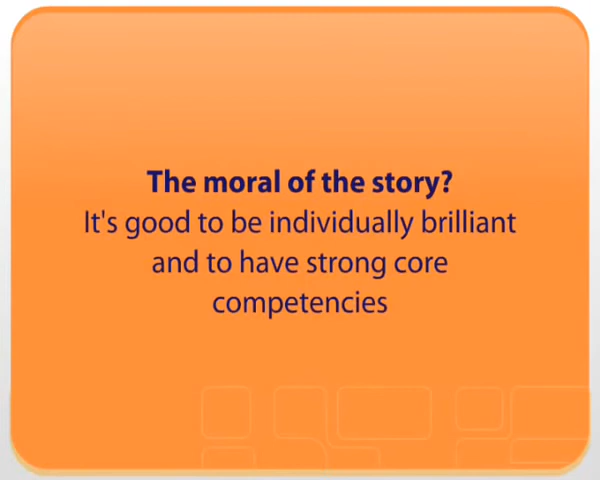 The moral of the story?
It's good to be individually brilliant
and to have strong core
competencies